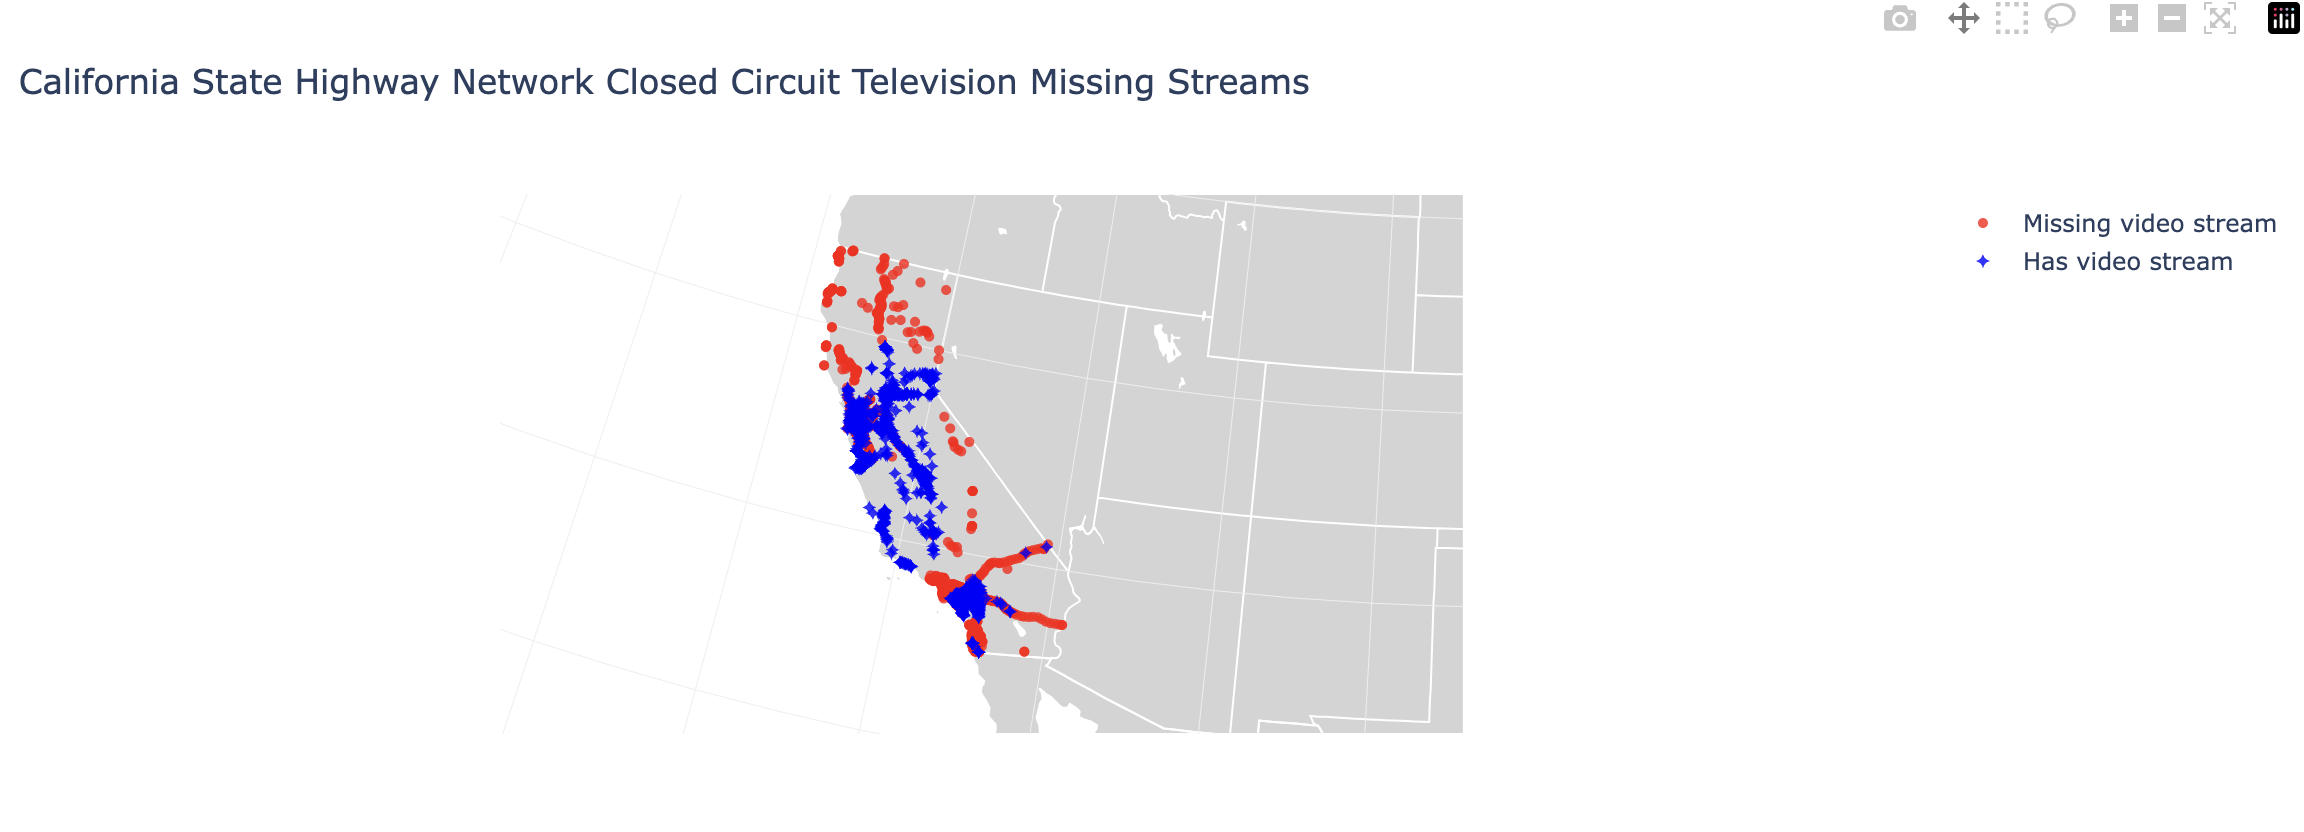 California State Highway Network Closed Circuit Television Missing Streams
Missing video stream
Has video stream